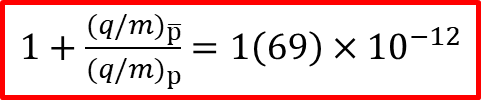 1 + (q/m)p̅ / (q/m)p = 1(69) × 10⁻¹²